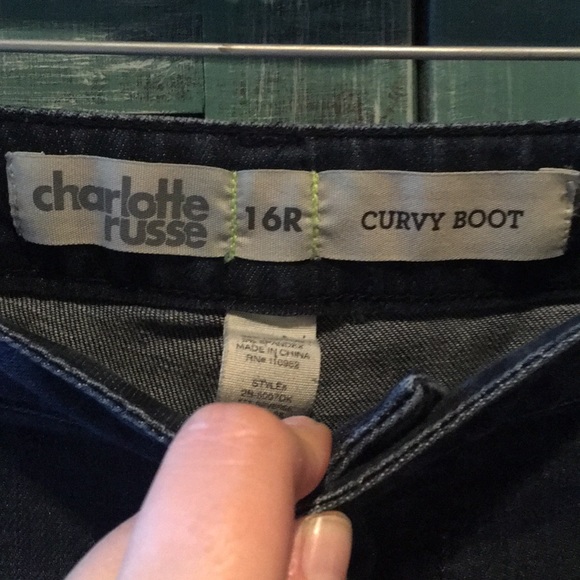 charlotte
russe
16R
CURVY BOOT
MADE IN CHINA
STYLE#